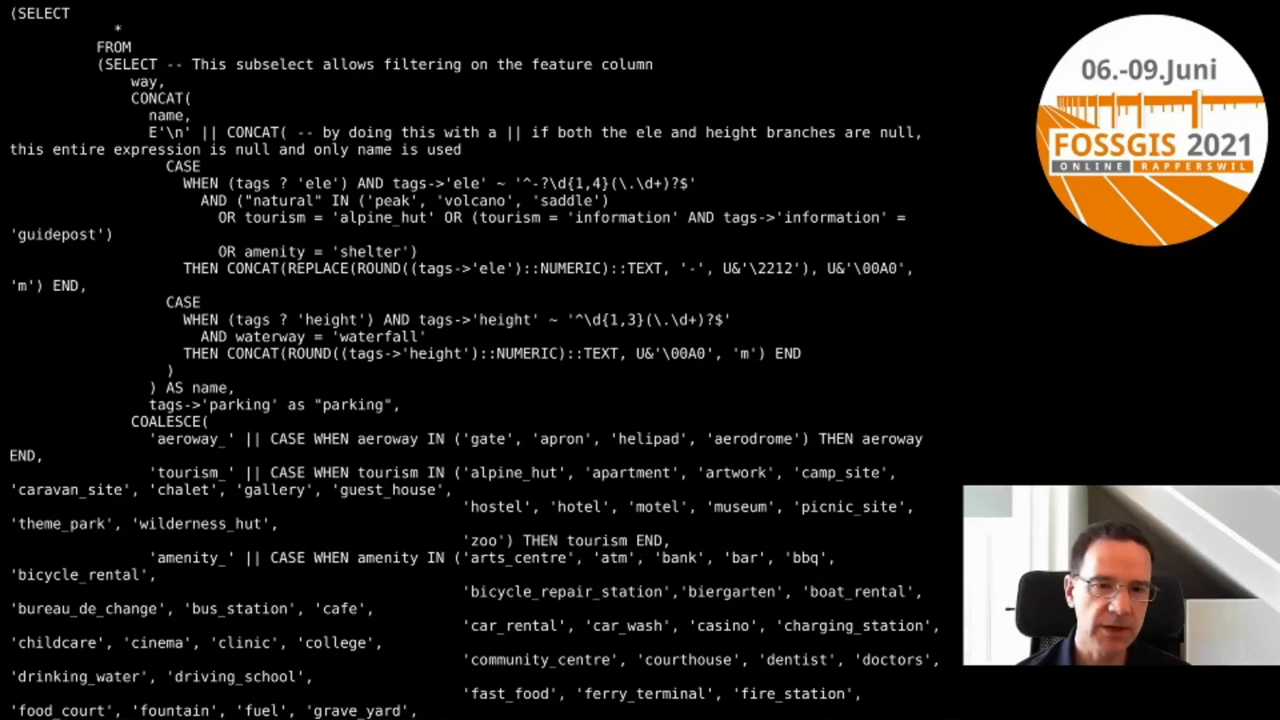 (SELECT
*
FROM
(SELECT -- This subselect allows filtering on the feature column
way,
CONCAT(
name,
E'\n' || CONCAT( -- by doing this with a || if both the ele and height branches are null,
this entire expression is null and only name is used
CASE
WHEN (tags ? 'ele') AND tags->'ele' ~ '^-?\d{1,4}(\.\d+)?$'
AND ("natural" IN ('peak', 'volcano', 'saddle')
OR tourism = 'alpine_hut' OR (tourism = 'information' AND tags->'information' =
'guidepost')
OR amenity = 'shelter')
THEN CONCAT(REPLACE(ROUND((tags->'ele')::NUMERIC)::TEXT, '-', U&'\2212'), U&'\00A0',
'm') END,
CASE
WHEN (tags ? 'height') AND tags->'height' ~ '^\d{1,3}(\.\d+)?$'
AND waterway = 'waterfall'
THEN CONCAT(ROUND((tags->'height')::NUMERIC)::TEXT, U&'\00A0', 'm') END
)
) AS name,
tags->'parking' as "parking",
COALESCE(
'aeroway_' || CASE WHEN aeroway IN ('gate', 'apron', 'helipad', 'aerodrome') THEN aeroway
END,
'tourism_' || CASE WHEN tourism IN ('alpine_hut', 'apartment', 'artwork', 'camp_site',
'caravan_site', 'chalet', 'gallery', 'guest_house',
'hostel', 'hotel', 'motel', 'museum', 'picnic_site',
'theme_park', 'wilderness_hut',
'zoo') THEN tourism END,
'amenity_' || CASE WHEN amenity IN ('arts_centre', 'atm', 'bank', 'bar', 'bbq',
'bicycle_rental',
'bicycle_repair_station','biergarten', 'boat_rental',
'bureau_de_change', 'bus_station', 'cafe',
'car_rental', 'car_wash', 'casino', 'charging_station',
'childcare', 'cinema', 'clinic', 'college',
'community_centre', 'courthouse', 'dentist', 'doctors',
'drinking_water', 'driving_school',
'fast_food', 'ferry_terminal', 'fire_station',
'food_court', 'fountain', 'fuel', 'grave_yard',
06.-09.Juni
FOSSGIS 2021
ONLINE RAPPERSWIL